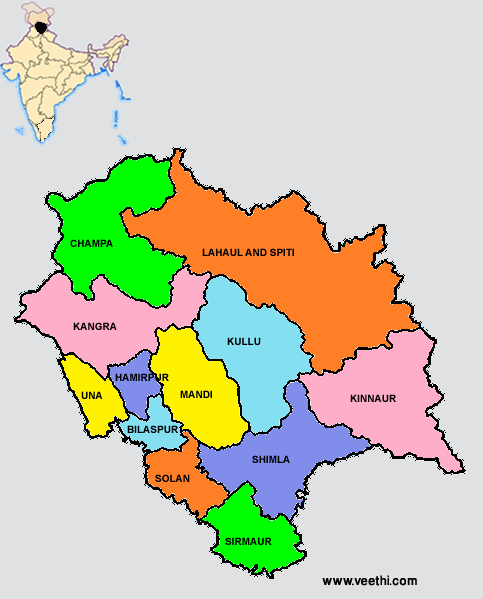 CHAMPA
LAHAUL AND SPITI
KANGRA
KULLU
HAMIRPUR
UNA
MANDI
KINNAUR
BILASPUR
SHIMLA
SOLAN
SIRMAUR
www.veethi.com